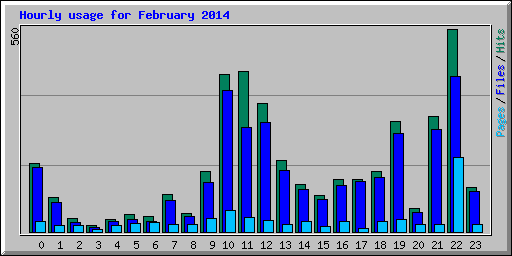 Hourly usage for February 2014
560
Pages/Files/Hits
0 1 2 3 4 5 6 7 8 9 10 11 12 13 14 15 16 17 18 19 20 21 22 23